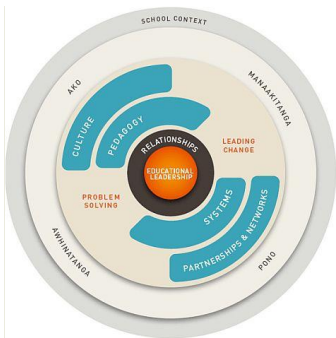 SCHOOL CONTEXT
AKO
MANAAKITANGA
CULTURE
PEDAGOGY
RELATIONSHIPS
EDUCATIONAL
LEADERSHIP
LEADING
CHANGE
PROBLEM
SOLVING
SYSTEMS
PARTNERSHIPS & NETWORKS
AWHINATANGA
PONO